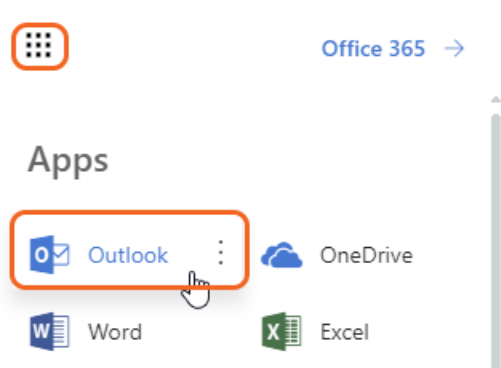 Office 365 →
Apps
Outlook
OneDrive
Word
Excel